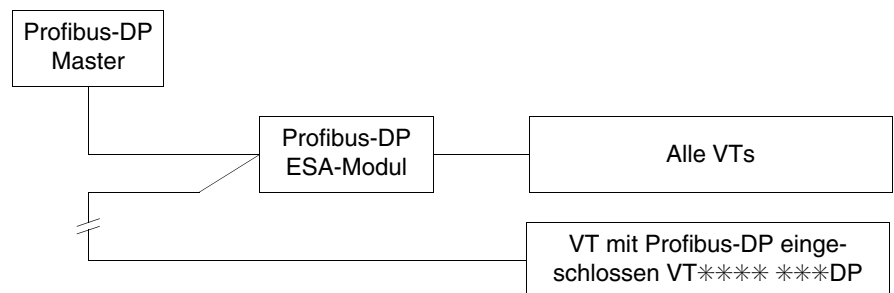 Profibus-DP
Master
Profibus-DP
ESA-Modul
Alle VTs
VT mit Profibus-DP einge-
schlossen VT✳✳✳✳ ✳✳✳DP